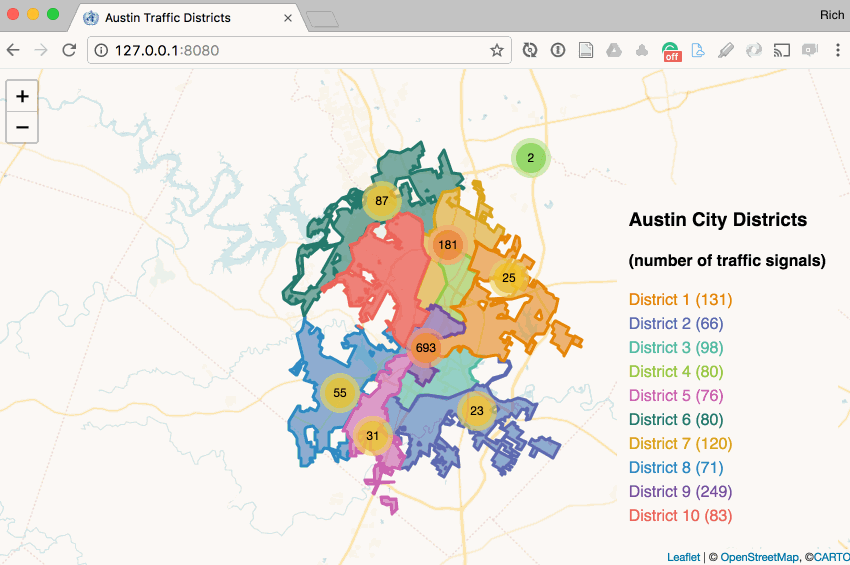 Austin Traffic Districts
Rich
127.0.0.1:8080
off
+
−
2
87
181
25
693
55
23
31
Austin City Districts
(number of traffic signals)
District 1 (131)
District 2 (66)
District 3 (98)
District 4 (80)
District 5 (76)
District 6 (80)
District 7 (120)
District 8 (71)
District 9 (249)
District 10 (83)
Leaflet | © OpenStreetMap, ©CARTO